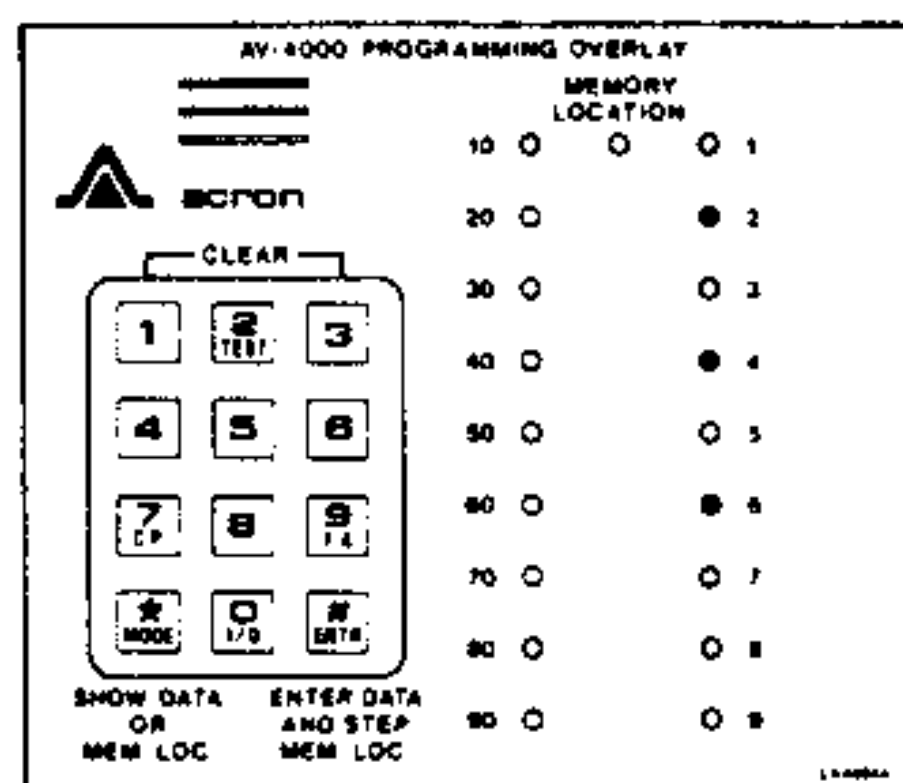 AV-4000 PROGRAMMING OVERLAY
MEMORY
LOCATION
acron
CLEAR
1
2
TEST
3
4
5
6
7
8
9
*
MODE
0
#
SHOW DATA
OR
MEM LOC
ENTER DATA
AND STEP
MEM LOC
10 1
20 2
30 3
40 4
50 5
60 6
70 7
80 8
90 9